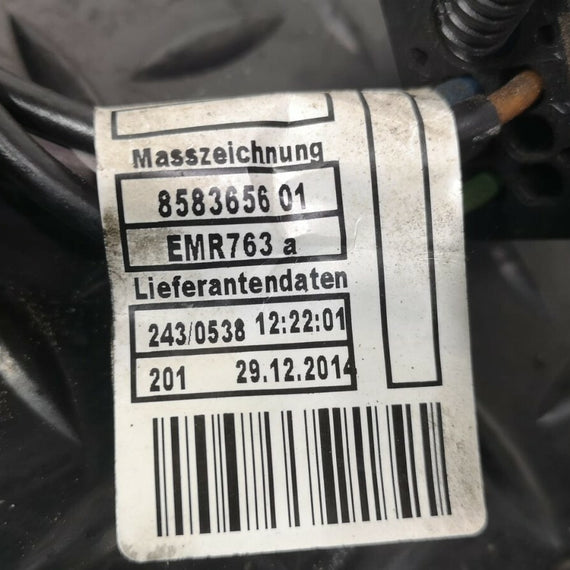 Masszeichnung
8583656 01
EMR763 a
Lieferantendaten
243/0538 12:22:01
201 29.12.2014